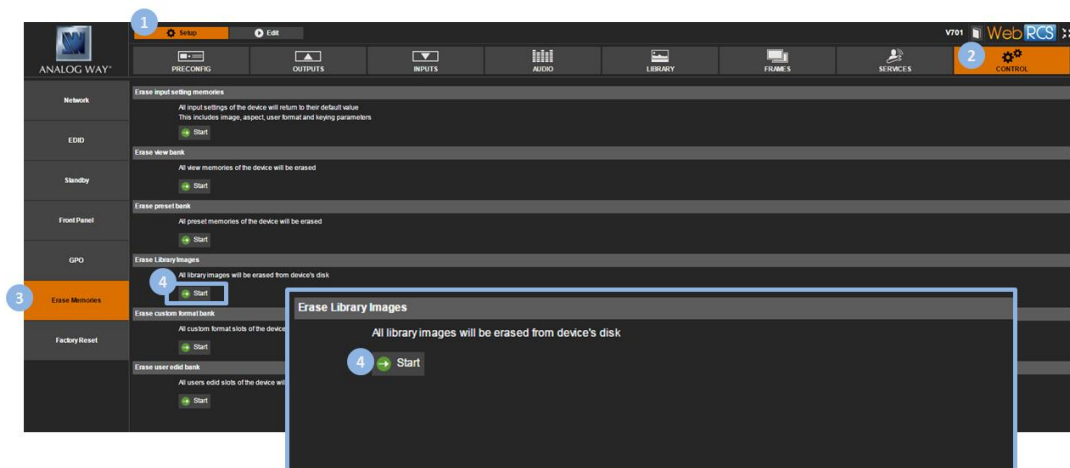 1
Setup
Edit
V701
Web RCS
ANALOG WAY®
PRECONFIG
OUTPUTS
INPUTS
AUDIO
LIBRARY
FRAMES
SERVICES
2
CONTROL
Network
EDID
Standby
Front Panel
GPO
3
Erase Memories
Factory Reset
Erase input setting memories
All input settings of the device will return to their default value
This includes image, aspect, user format and keying parameters
Start
Erase view bank
All view memories of the device will be erased
Start
Erase preset bank
All preset memories of the device will be erased
Start
Erase Library Images
All library images will be erased from device's disk
4
Start
Erase custom format bank
All custom format slots of the device
Start
Erase user edid bank
All users edid slots of the device wil
Start
Erase Library Images
All library images will be erased from device's disk
4
Start